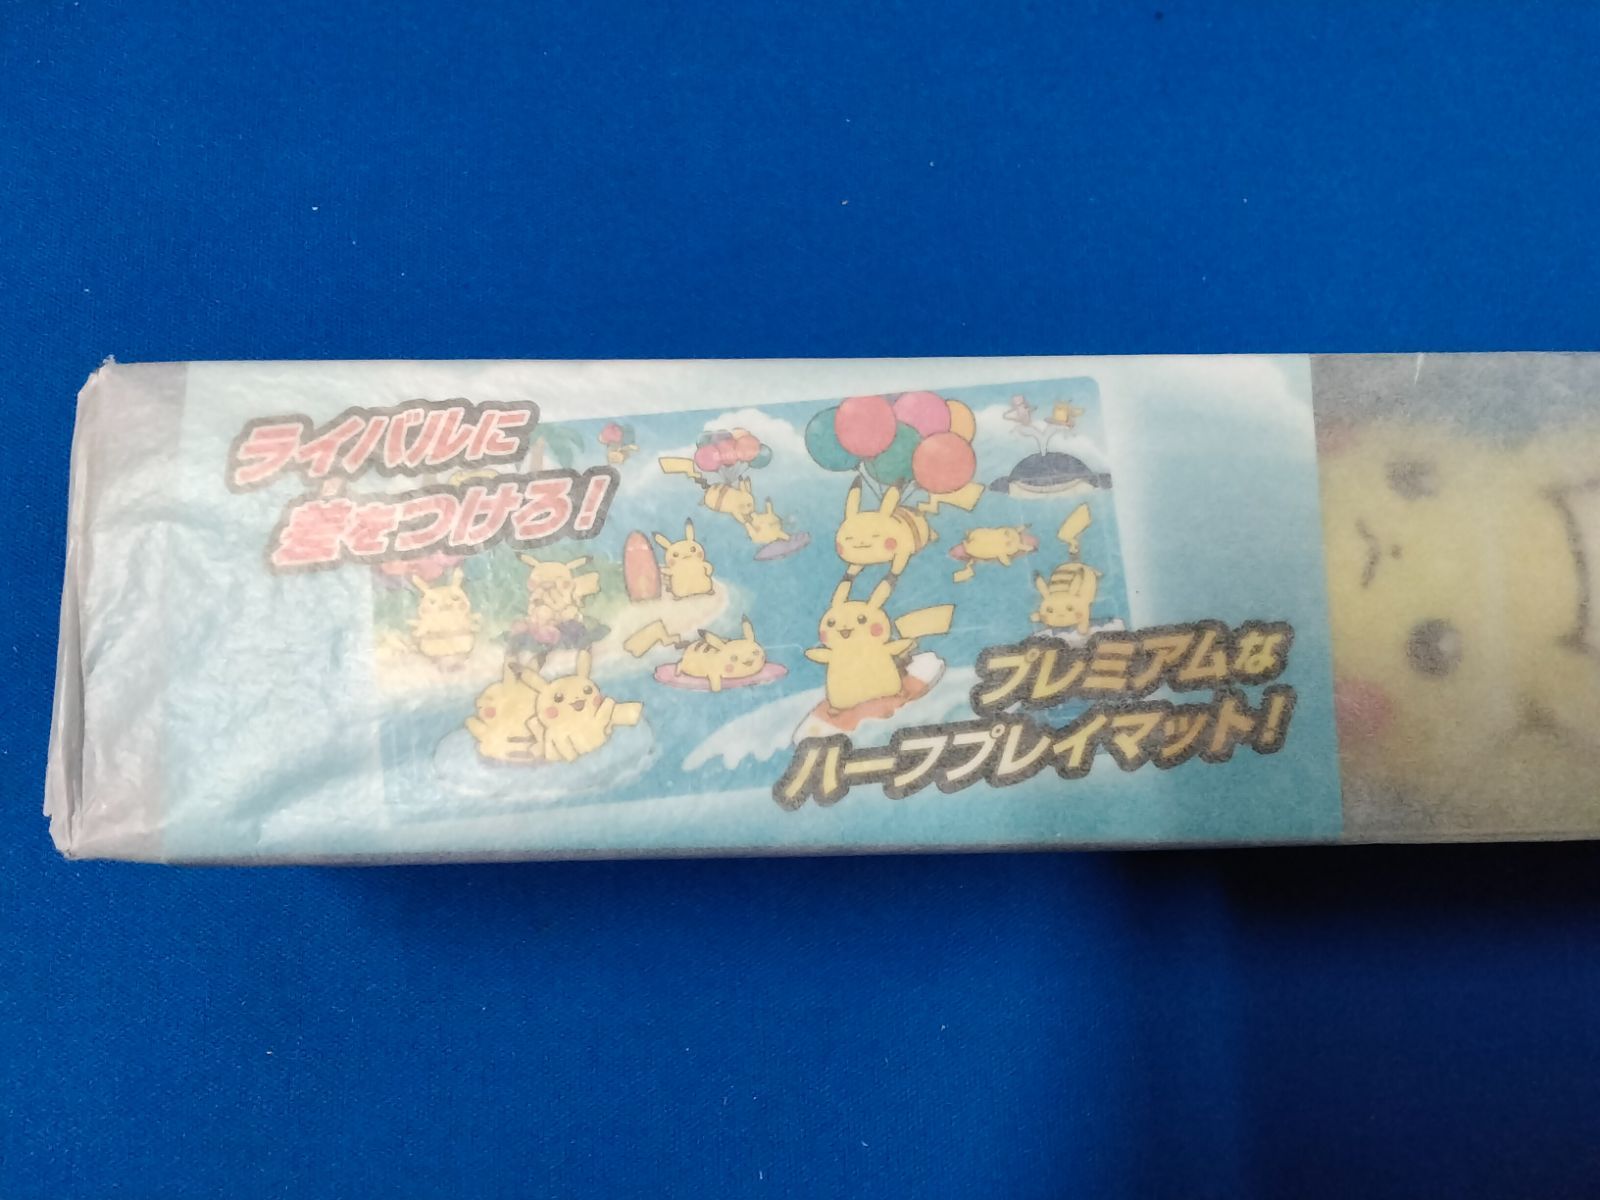 ライバルに
差をつけろ！
プレミアムな
ハーフプレイマット！